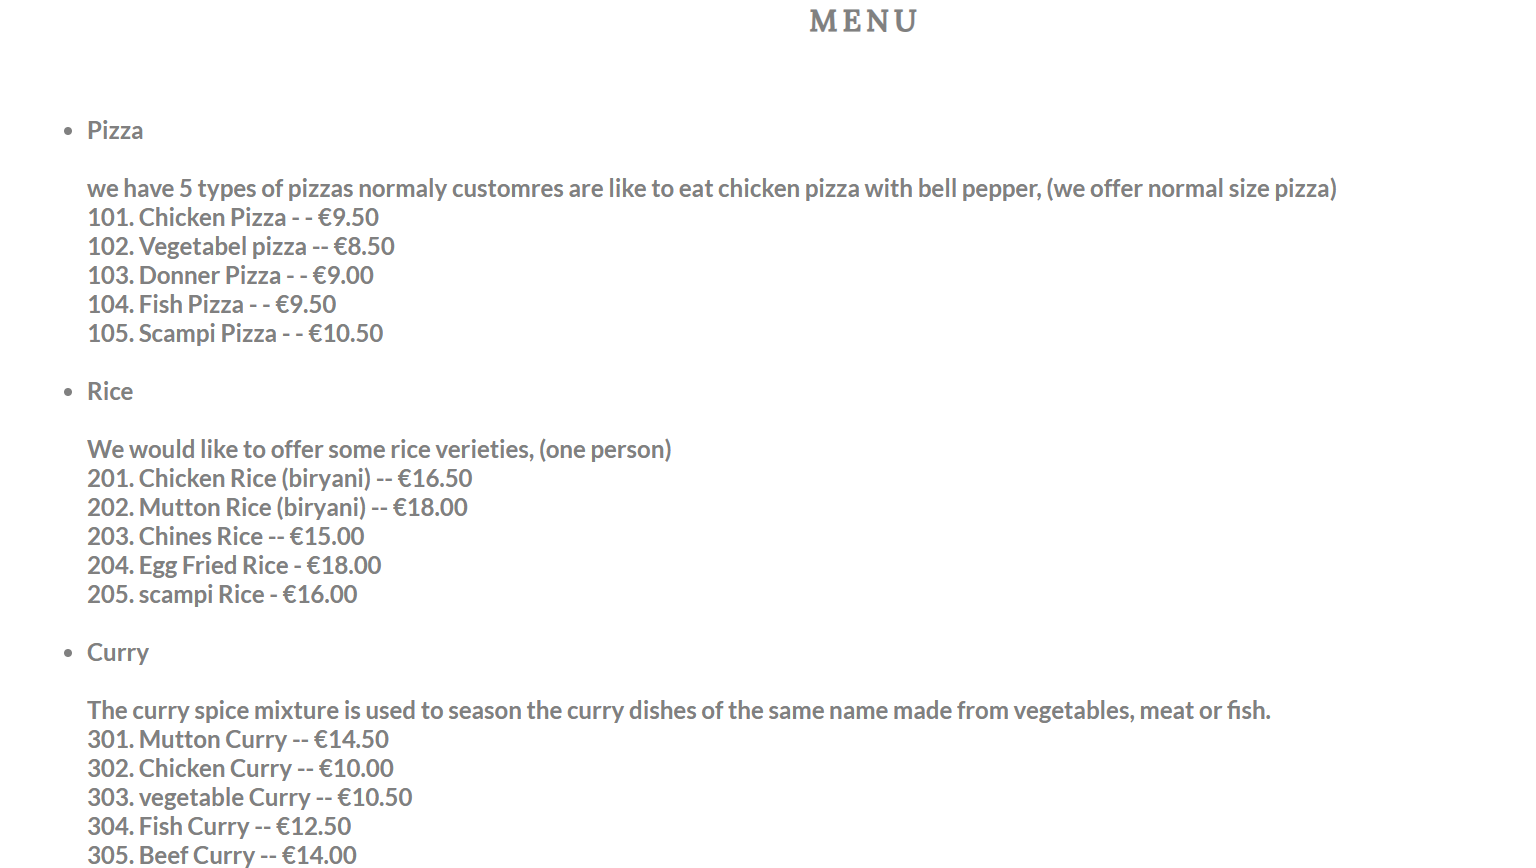 MENU
Pizza
we have 5 types of pizzas normaly customres are like to eat chicken pizza with bell pepper, (we offer normal size pizza)
101. Chicken Pizza - - €9.50
102. Vegetabel pizza -- €8.50
103. Donner Pizza - - €9.00
104. Fish Pizza - - €9.50
105. Scampi Pizza - - €10.50
Rice
We would like to offer some rice verieties, (one person)
201. Chicken Rice (biryani) -- €16.50
202. Mutton Rice (biryani) -- €18.00
203. Chines Rice -- €15.00
204. Egg Fried Rice - €18.00
205. scampi Rice - €16.00
Curry
The curry spice mixture is used to season the curry dishes of the same name made from vegetables, meat or fish.
301. Mutton Curry -- €14.50
302. Chicken Curry -- €10.00
303. vegetable Curry -- €10.50
304. Fish Curry -- €12.50
305. Beef Curry -- €14.00